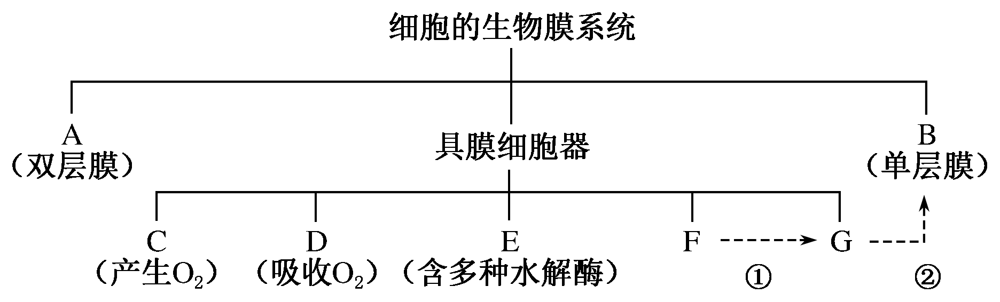 细胞的生物膜系统
A
（双层膜）
具膜细胞器
B
（单层膜）
C
（产生O₂）
D
（吸收O₂）
E
（含多种水解酶）
F
①
G
②